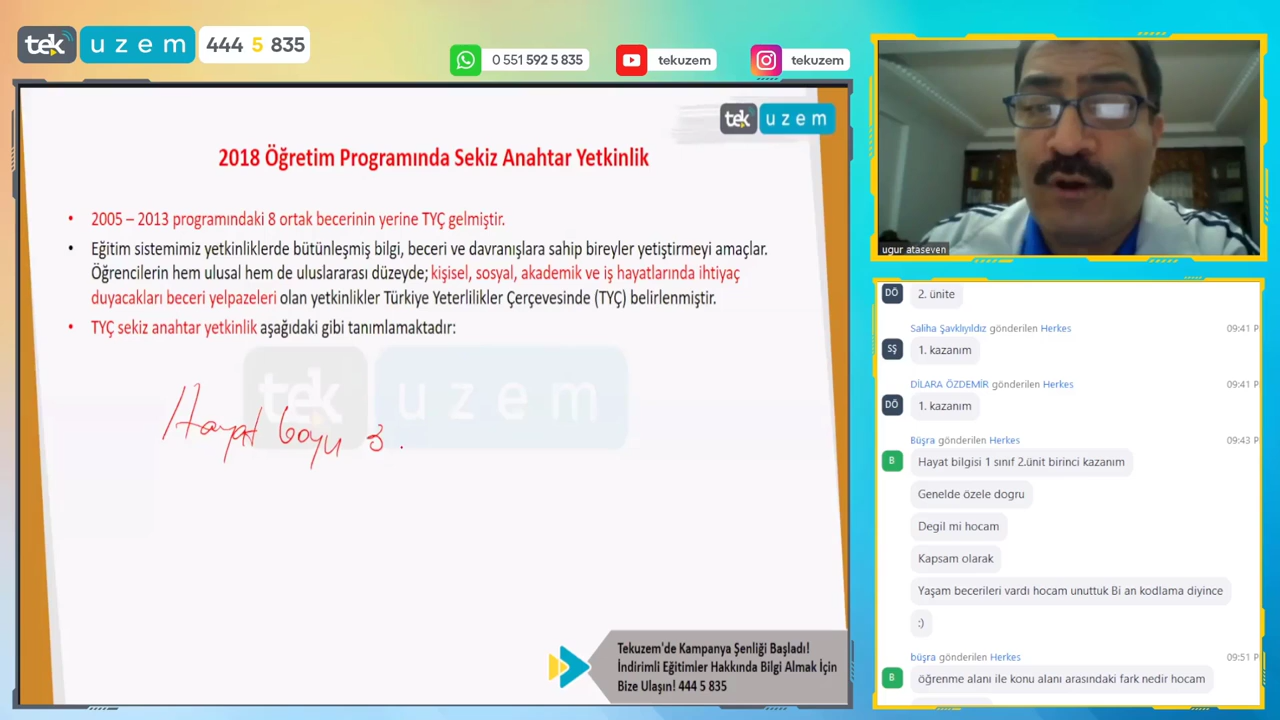 tek uzem 444 5 835
0 551 592 5 835
tekuzem
tekuzem
tek uzem
2018 Öğretim Programında Sekiz Anahtar Yetkinlik
• 2005 – 2013 programındaki 8 ortak becerinin yerine TYÇ gelmiştir.
• Eğitim sistemimiz yetkinliklerde bütünleşmiş bilgi, beceri ve davranışlara sahip bireyler yetiştirmeyi amaçlar.
Öğrencilerin hem ulusal hem de uluslararası düzeyde; kişisel, sosyal, akademik ve iş hayatlarında ihtiyaç
duyacakları beceri yelpazeleri olan yetkinlikler Türkiye Yeterlilikler Çerçevesinde (TYÇ) belirlenmiştir.
• TYÇ sekiz anahtar yetkinlik aşağıdaki gibi tanımlamaktadır:
tek uzem
Hayat boyu
Tekuzem'de Kampanya Şenliği Başladı!
İndirimli Eğitimler Hakkında Bilgi Almak İçin
Bize Ulaşın! 444 5 835
ugur ataseven
DÖ 2. ünite
Saliha Şavklıyıldız gönderilen Herkes 09:41 P
SŞ 1. kazanım
DİLARA ÖZDEMİR gönderilen Herkes 09:41 P
DÖ 1. kazanım
Büşra gönderilen Herkes 09:43 P
B Hayat bilgisi 1 sınıf 2.ünit birinci kazanım
Genelde özele dogru
Degil mi hocam
Kapsam olarak
Yaşam becerileri vardı hocam unuttuk Bi an kodlama diyince
:)
büşra gönderilen Herkes 09:51 P
B öğrenme alanı ile konu alanı arasındaki fark nedir hocam